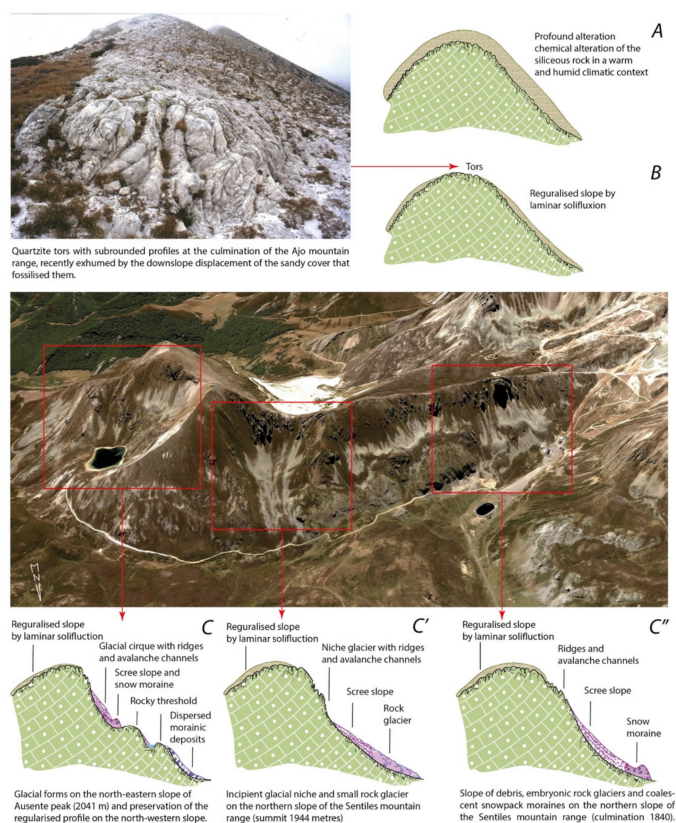 A
Profound alteration
chemical alteration of the
siliceous rock in a warm
and humid climatic context
Tors
B
Reguralised slope by
laminar solifluxion
Quartzite tors with subrounded profiles at the culmination of the Ajo mountain
range, recently exhumed by the downslope displacement of the sandy cover that
fossilised them.
N
C
Reguralised slope
by laminar solifluction
Glacial cirque with ridges
and avalanche channels
Scree slope and
snow moraine
Rocky threshold
Dispersed
morainic
deposits
Glacial forms on the north-eastern slope of
Ausente peak (2041 m) and preservation of the
regularised profile on the north-western slope.
C'
Reguralised slope
by laminar solifluction
Niche glacier with ridges
and avalanche channels
Scree slope
Rock
glacier
Incipient glacial niche and small rock glacier
on the northern slope of the Sentiles mountain
range (summit 1944 metres)
C"
Reguralised slope
by laminar solifluction
Ridges and
avalanche channels
Scree slope
Snow
moraine
Slope of debris, embryonic rock glaciers and coales-
cent snowpack moraines on the northern slope of
the Sentiles mountain range (culmination 1840).